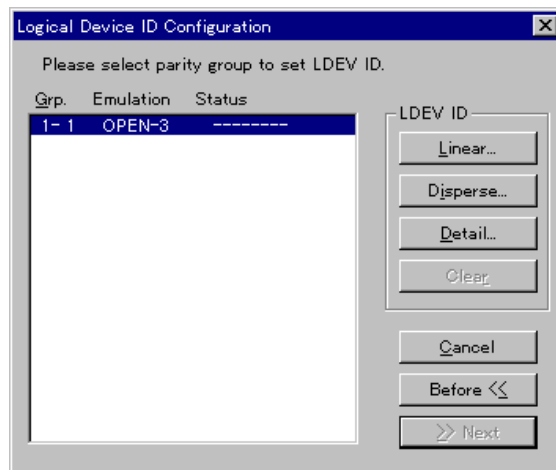 Logical Device ID Configuration
Please select parity group to set LDEV ID.
Grp. Emulation Status
1- 1 OPEN-3 --------
LDEV ID
Linear...
Disperse...
Detail...
Clear
Cancel
Before <<
>> Next